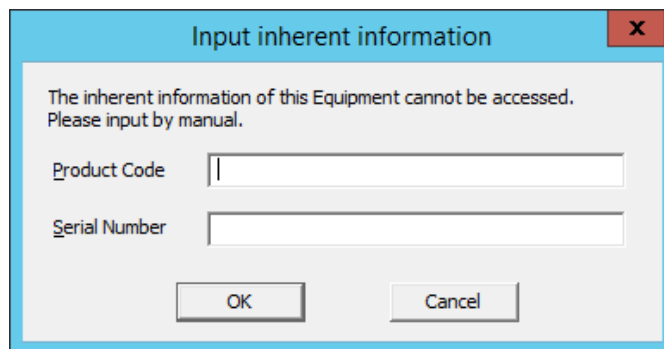 Input inherent information
x
The inherent information of this Equipment cannot be accessed.
Please input by manual.
Product Code
Serial Number
OK
Cancel